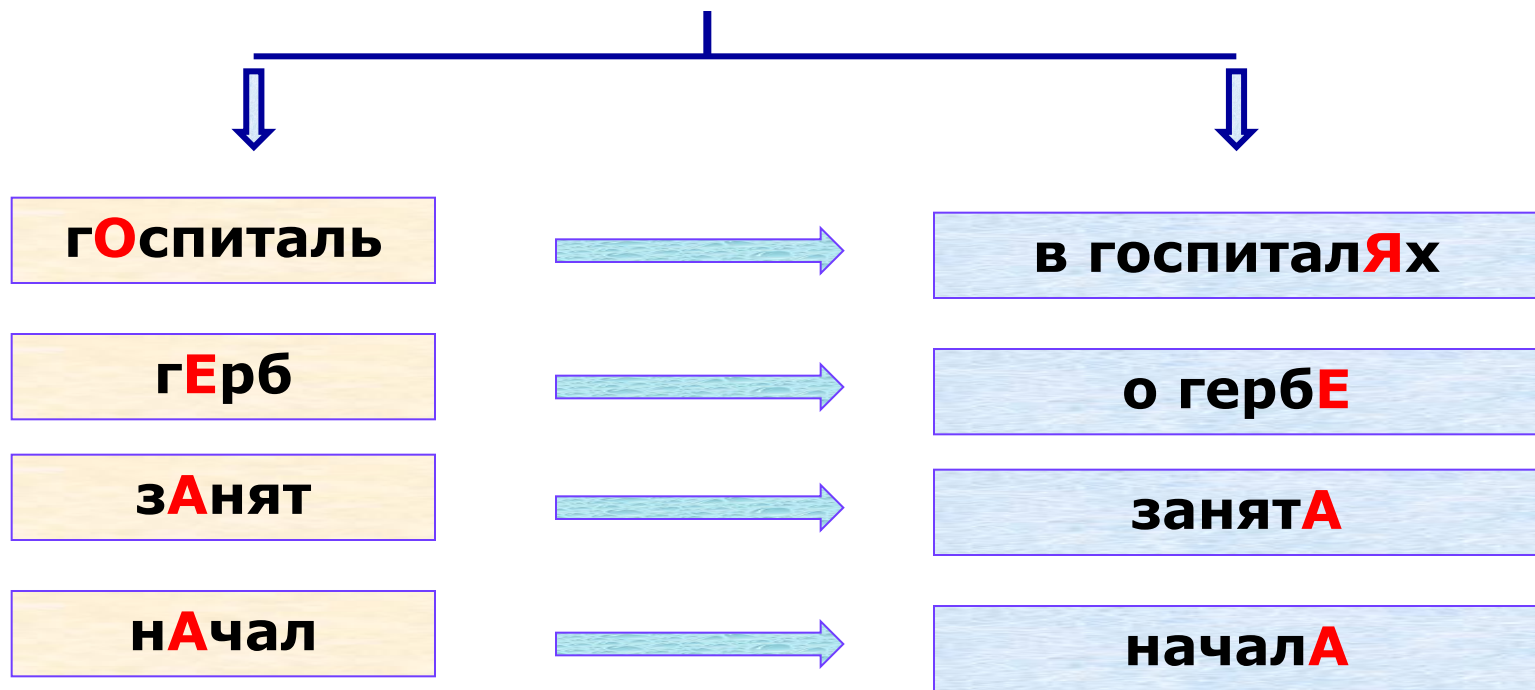 гОспиталь
в госпиталЯх
гЕрб
о гербЕ
зАнят
занятА
нАчал
началА